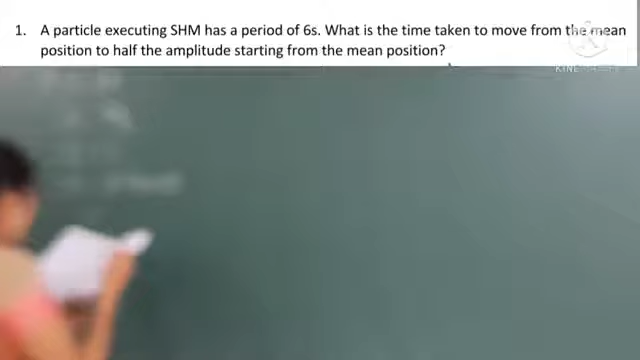 1. A particle executing SHM has a period of 6s. What is the time taken to move from the mean
position to half the amplitude starting from the mean position?